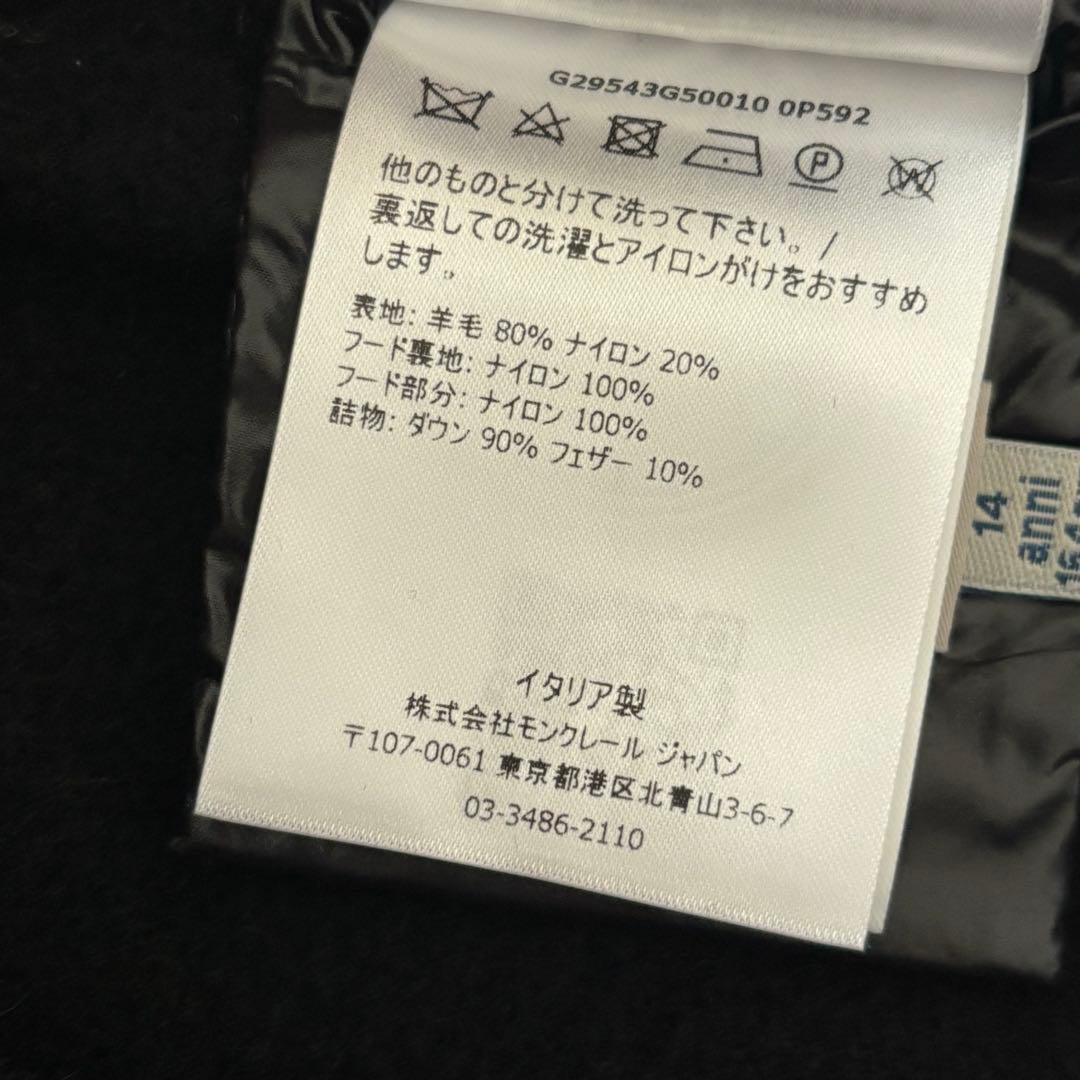 G29543G50010 0P592
P
W
他のものと分けて洗って下さい。/
裏返しての洗濯とアイロンがけをおすすめ
します。
表地: 羊毛 80% ナイロン 20%
フード裏地: ナイロン 100%
フード部分: ナイロン 100%
詰物: ダウン 90% フェザー 10%
イタリア製
株式会社モンクレール ジャパン
〒107-0061 東京都港区北青山3-6-7
03-3486-2110
14
anni